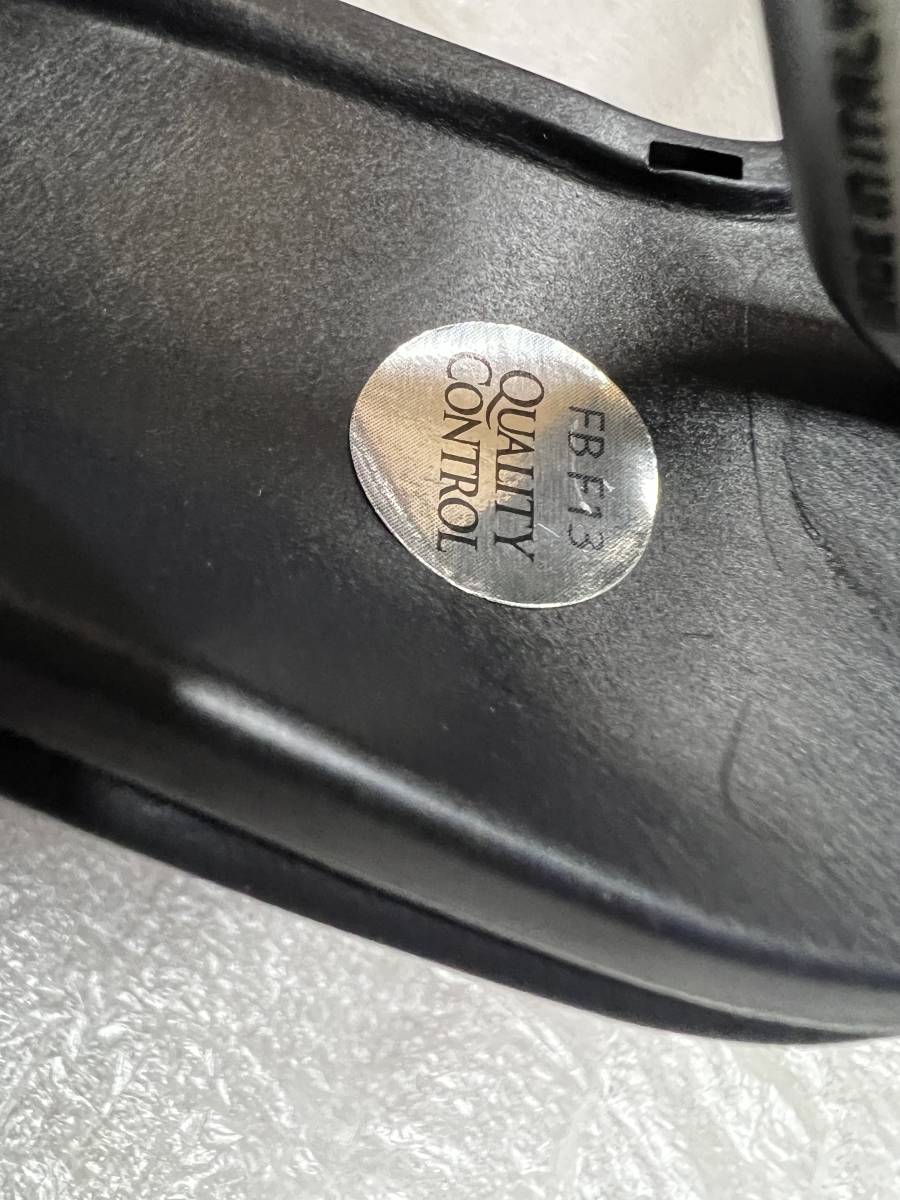 FB F13
QUALITY
CONTROL